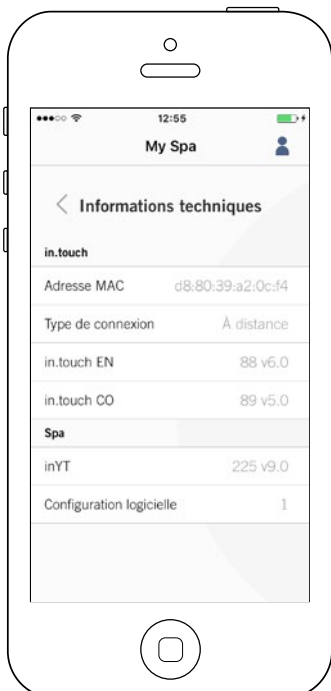 12:55
My Spa
Informations techniques
in.touch
Adresse MAC d8:80:39:a2:0c:f4
Type de connexion À distance
in.touch EN 88 v6.0
in.touch CO 89 v5.0
Spa
inYT 225 v9.0
Configuration logicielle 1